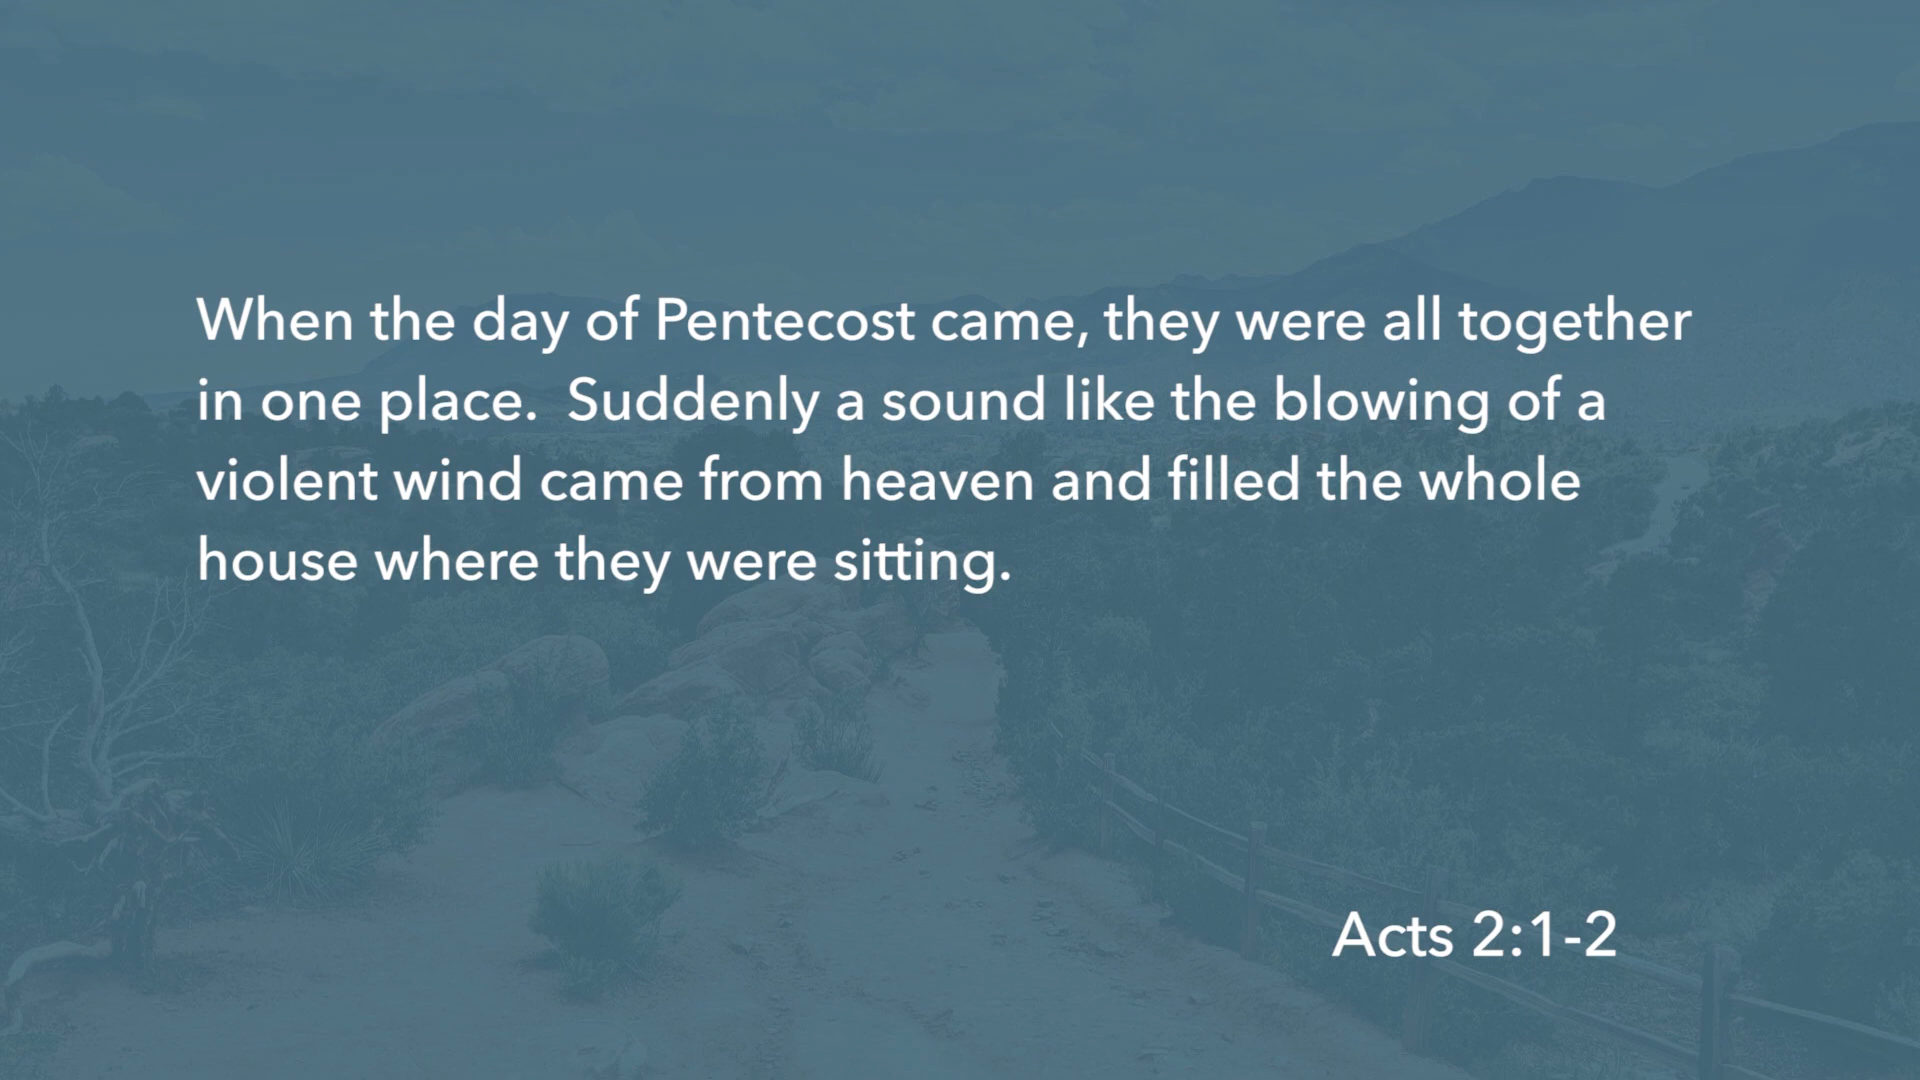 When the day of Pentecost came, they were all together
in one place.  Suddenly a sound like the blowing of a
violent wind came from heaven and filled the whole
house where they were sitting.
Acts 2:1-2